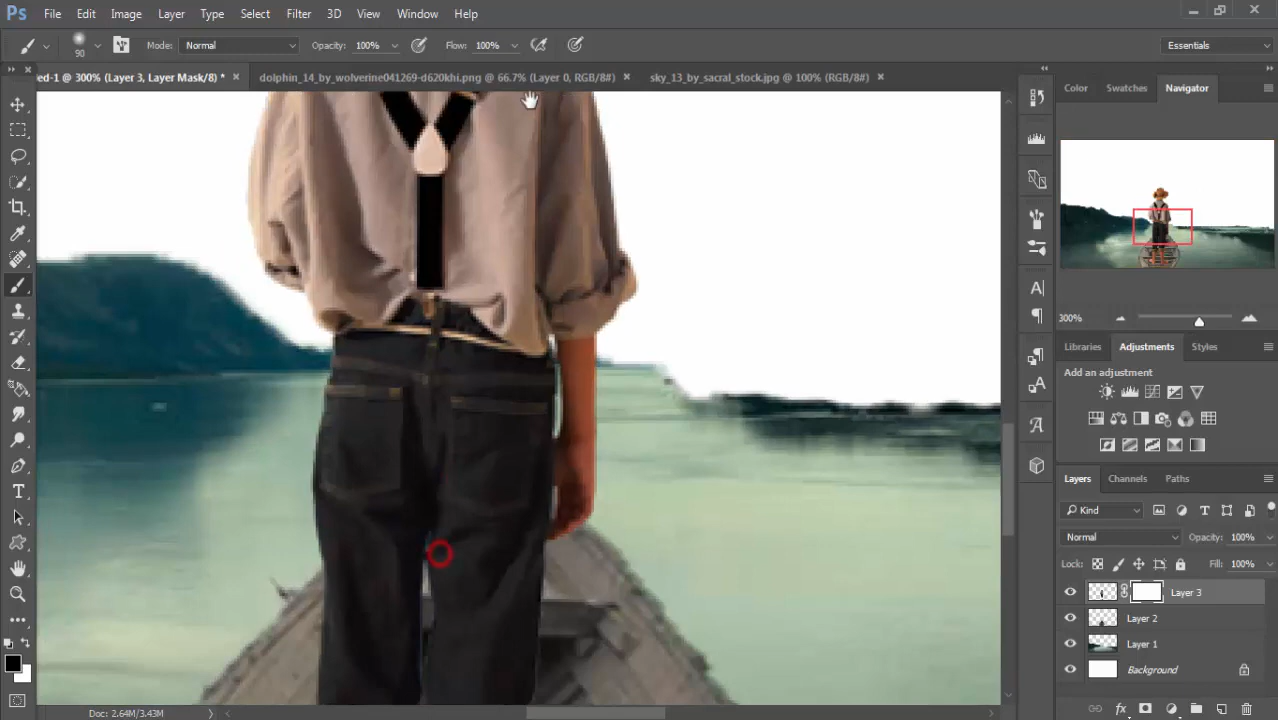 Ps File Edit Image Layer Type Select Filter 3D View Window Help
90 Mode: Normal Opacity: 100% Flow: 100% Essentials
ed-1 @ 300% (Layer 3, Layer Mask/8) * × dolphin_14_by_wolverine041269-d620khi.png @ 66.7% (Layer 0, RGB/8#) × sky_13_by_sacral_stock.jpg @ 100% (RGB/8#) ×
Color Swatches Navigator
300%
Libraries Adjustments Styles
Add an adjustment
Layers Channels Paths
Kind
Normal Opacity: 100%
Lock: Fill: 100%
Layer 3
Layer 2
Layer 1
Background
Doc: 2.64M/3.43M